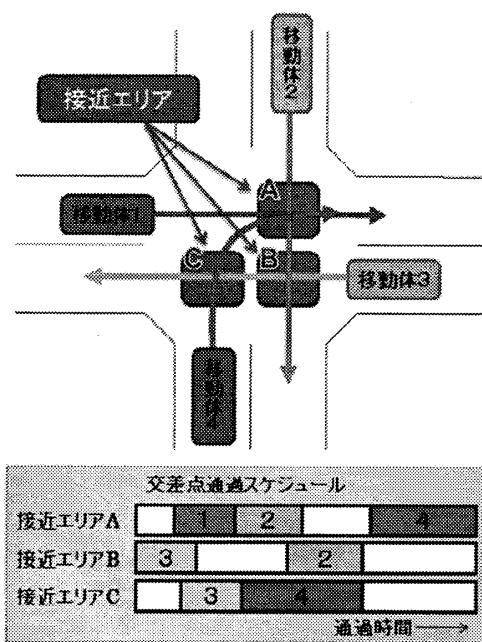 移動体2
接近エリア
A
移動体1
C
B
移動体3
移動体4
交差点通過スケジュール
接近エリアA
1
2
4
接近エリアB
3
2
接近エリアC
3
4
通過時間